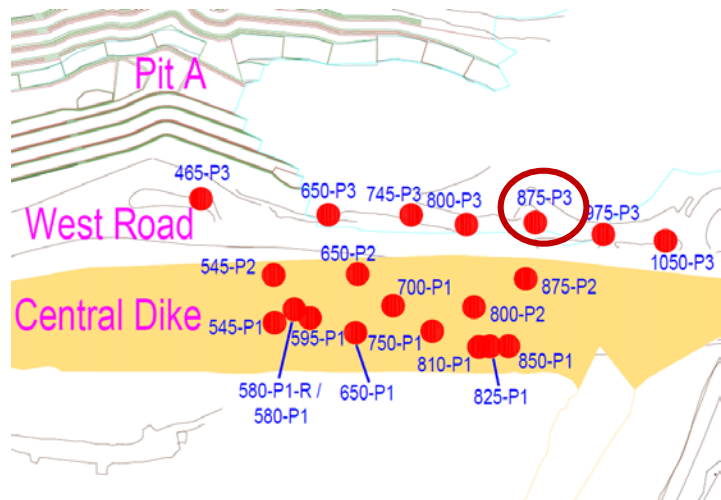 Pit A
465-P3
650-P3
745-P3
800-P3
875-P3
975-P3
West Road
1050-P3
545-P2
650-P2
700-P1
875-P2
Central Dike
800-P2
545-P1
595-P1
750-P1
810-P1
850-P1
580-P1-R /
580-P1
650-P1
825-P1